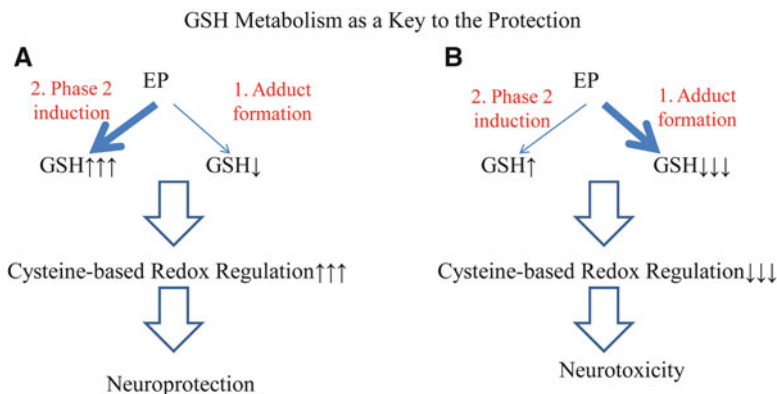 GSH Metabolism as a Key to the Protection
A
EP
2. Phase 2
induction
1. Adduct
formation
GSH↑↑↑
GSH↓
Cysteine-based Redox Regulation↑↑↑
Neuroprotection
B
EP
2. Phase 2
induction
1. Adduct
formation
GSH↑
GSH↓↓↓
Cysteine-based Redox Regulation↓↓↓
Neurotoxicity